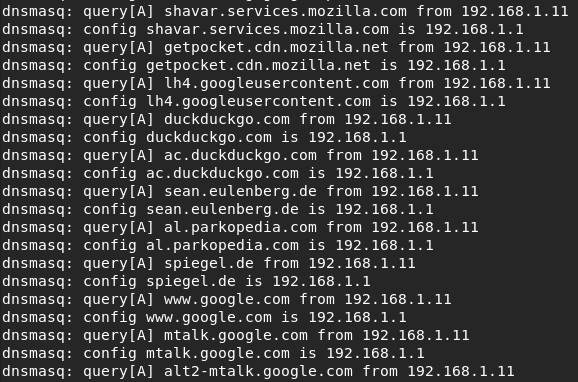 dnsmasq: query[A] shavar.services.mozilla.com from 192.168.1.11
dnsmasq: config shavar.services.mozilla.com is 192.168.1.1
dnsmasq: query[A] getpocket.cdn.mozilla.net from 192.168.1.11
dnsmasq: config getpocket.cdn.mozilla.net is 192.168.1.1
dnsmasq: query[A] lh4.googleusercontent.com from 192.168.1.11
dnsmasq: config lh4.googleusercontent.com is 192.168.1.1
dnsmasq: query[A] duckduckgo.com from 192.168.1.11
dnsmasq: config duckduckgo.com is 192.168.1.1
dnsmasq: query[A] ac.duckduckgo.com from 192.168.1.11
dnsmasq: config ac.duckduckgo.com is 192.168.1.1
dnsmasq: query[A] sean.eulenberg.de from 192.168.1.11
dnsmasq: config sean.eulenberg.de is 192.168.1.1
dnsmasq: query[A] al.parkopedia.com from 192.168.1.11
dnsmasq: config al.parkopedia.com is 192.168.1.1
dnsmasq: query[A] spiegel.de from 192.168.1.11
dnsmasq: config spiegel.de is 192.168.1.1
dnsmasq: query[A] www.google.com from 192.168.1.11
dnsmasq: config www.google.com is 192.168.1.1
dnsmasq: query[A] mtalk.google.com from 192.168.1.11
dnsmasq: config mtalk.google.com is 192.168.1.1
dnsmasq: query[A] alt2-mtalk.google.com from 192.168.1.11